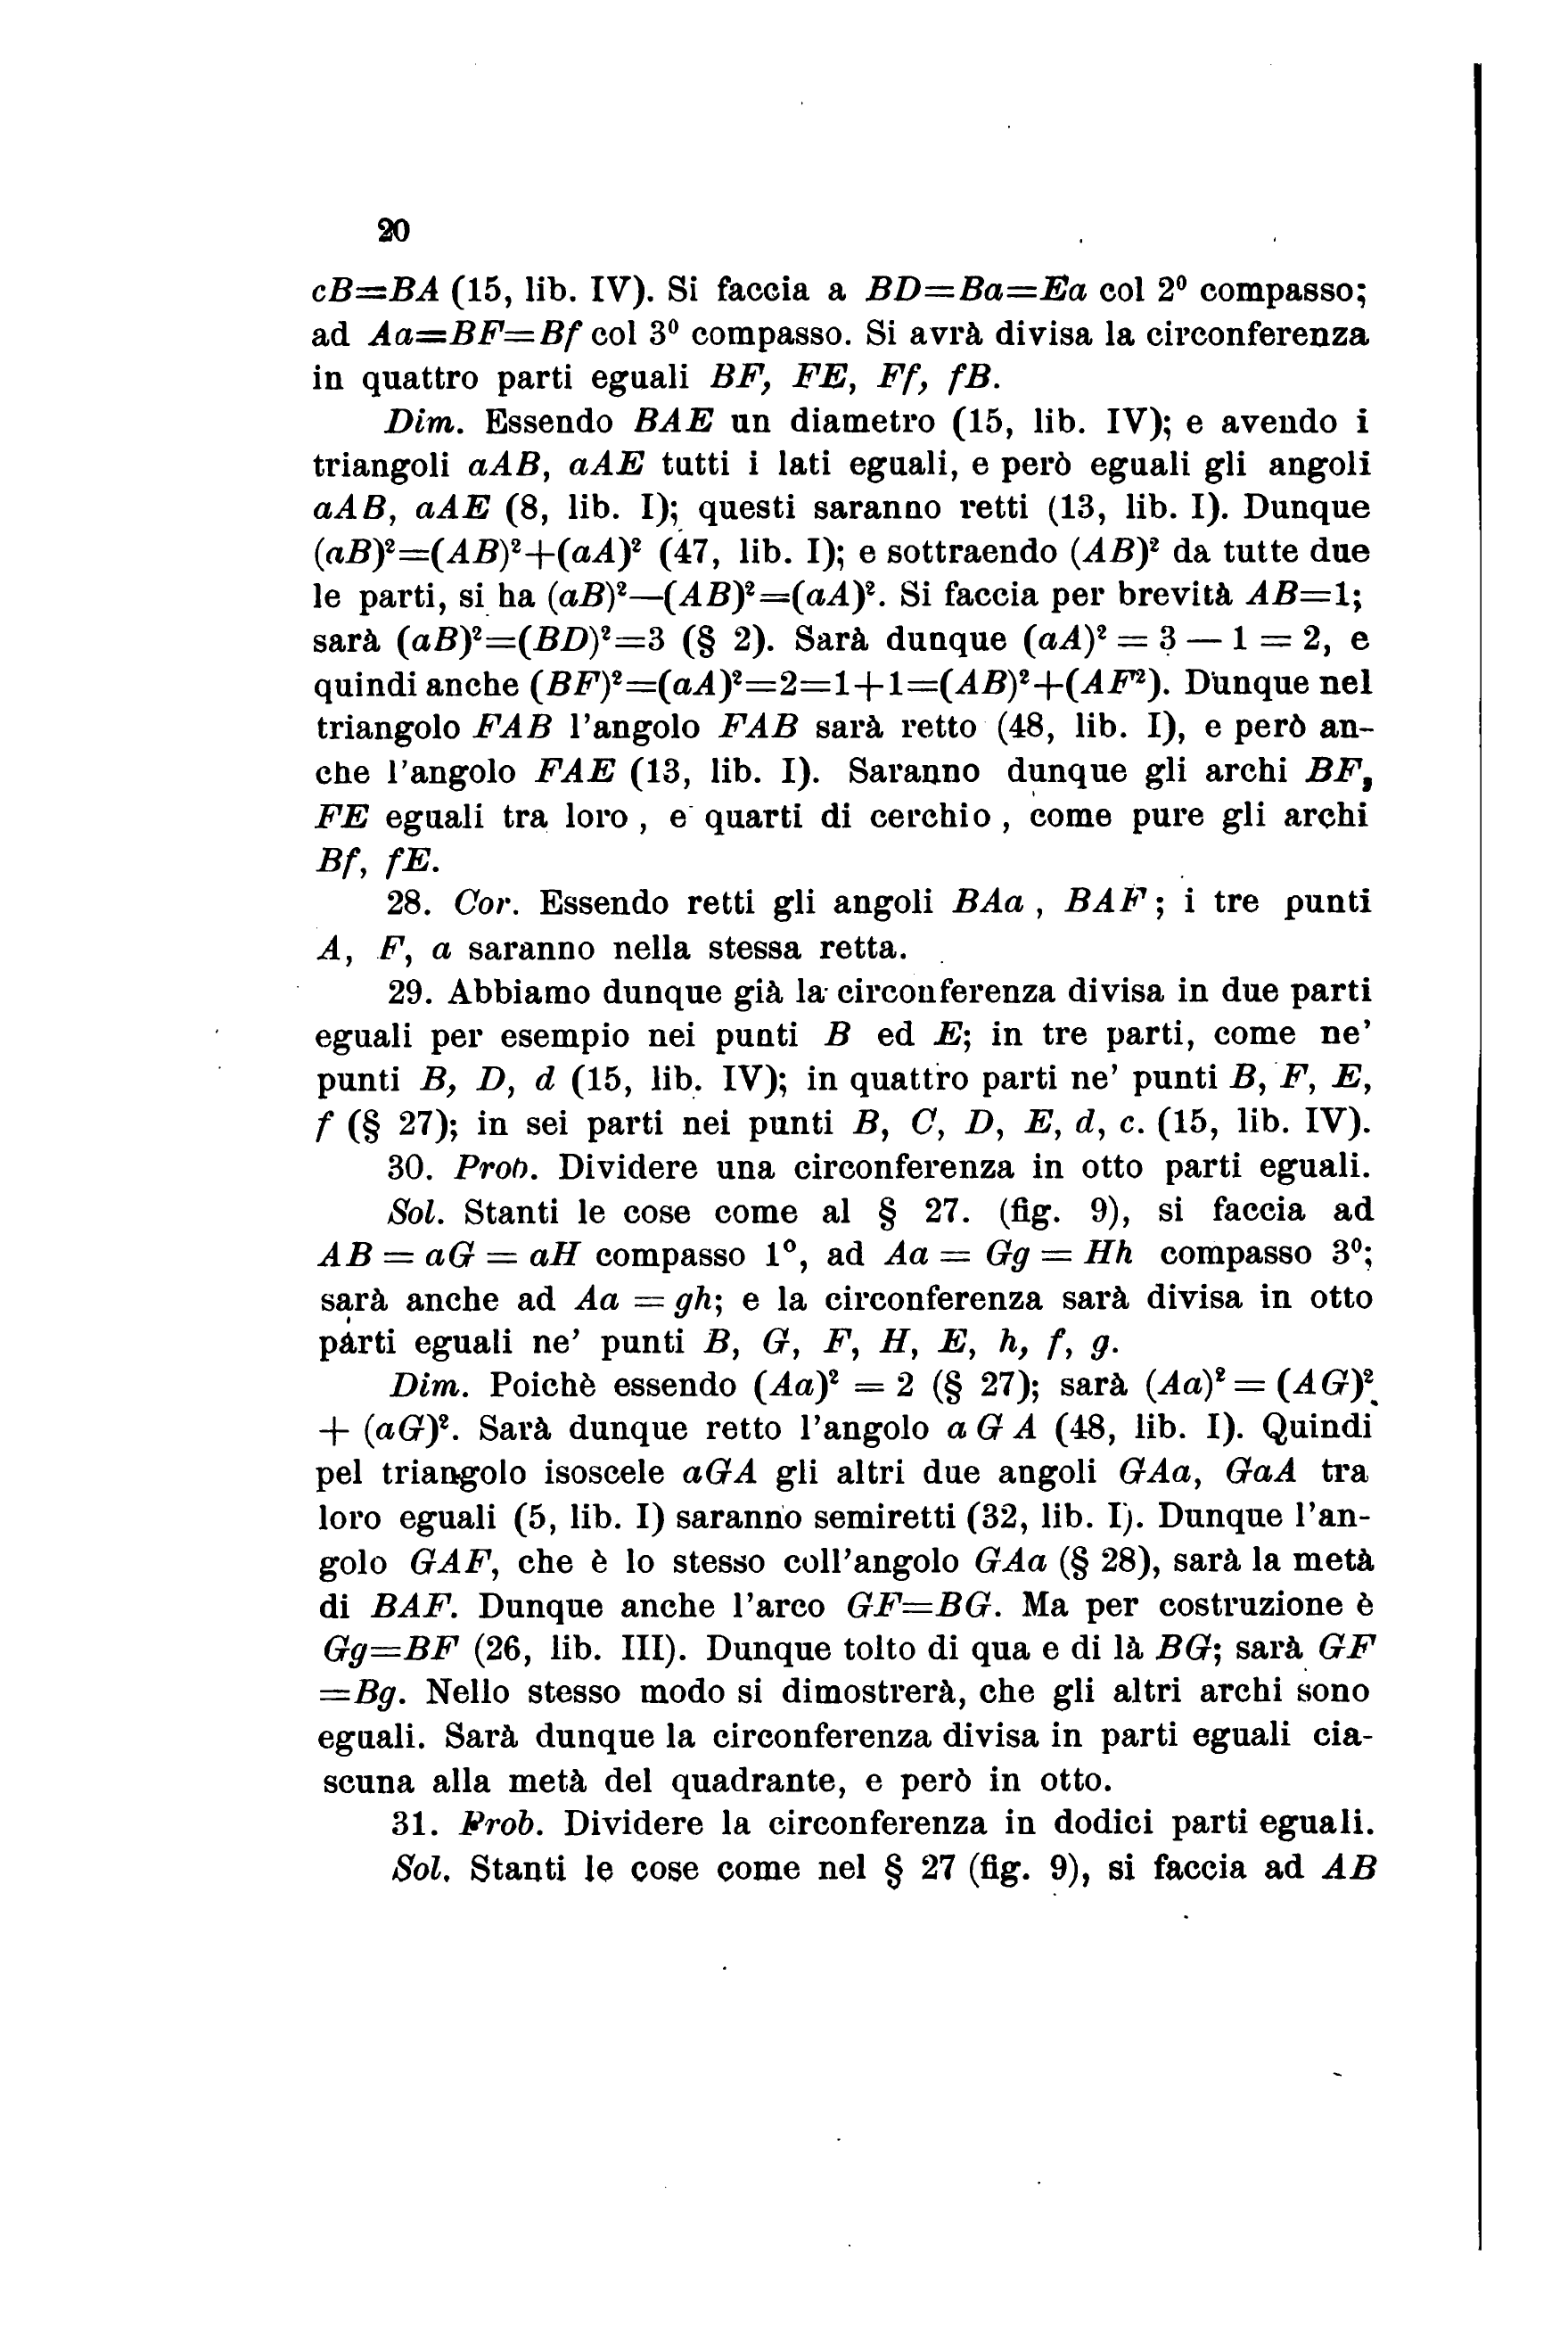 20
cB=BA (15, lib. IV). Si faccia a BD=Ba=Ea col 2⁰ compasso;
ad Aa=BF=Bf col 3⁰ compasso. Si avrà divisa la circonferenza
in quattro parti eguali BF, FE, Ff, fB.
Dim. Essendo BAE un diametro (15, lib. IV); e avendo i
triangoli aAB, aAE tutti i lati eguali, e però eguali gli angoli
aAB, aAE (8, lib. I); questi saranno retti (13, lib. I). Dunque
(aB)²=(AB)²+(aA)² (47, lib. I); e sottraendo (AB)² da tutte due
le parti, si ha (aB)²—(AB)²=(aA)². Si faccia per brevità AB=1;
sarà (aB)²=(BD)²=3 (§ 2). Sarà dunque (aA)² = 3 — 1 = 2, e
quindi anche (BF)²=(aA)²=2=1+1=(AB)²+(AF²). Dunque nel
triangolo FAB l'angolo FAB sarà retto (48, lib. I), e però an-
che l'angolo FAE (13, lib. I). Saranno dunque gli archi BF,
FE eguali tra loro, e quarti di cerchio, come pure gli archi
Bf, fE.
28. Cor. Essendo retti gli angoli BAa, BAF; i tre punti
A, F, a saranno nella stessa retta.
29. Abbiamo dunque già la circonferenza divisa in due parti
eguali per esempio nei punti B ed E; in tre parti, come ne'
punti B, D, d (15, lib. IV); in quattro parti ne' punti B, F, E,
f (§ 27); in sei parti nei punti B, C, D, E, d, c. (15, lib. IV).
30. Prob. Dividere una circonferenza in otto parti eguali.
Sol. Stanti le cose come al § 27. (fig. 9), si faccia ad
AB = aG = aH compasso 1⁰, ad Aa = Gg = Hh compasso 3⁰;
sarà anche ad Aa = gh; e la circonferenza sarà divisa in otto
parti eguali ne' punti B, G, F, H, E, h, f, g.
Dim. Poichè essendo (Aa)² = 2 (§ 27); sarà (Aa)² = (AG)²
+ (aG)². Sarà dunque retto l'angolo a G A (48, lib. I). Quindi
pel triangolo isoscele aGA gli altri due angoli GAa, GaA tra
loro eguali (5, lib. I) saranno semiretti (32, lib. I). Dunque l'an-
golo GAF, che è lo stesso coll'angolo GAa (§ 28), sarà la metà
di BAF. Dunque anche l'arco GF=BG. Ma per costruzione è
Gg=BF (26, lib. III). Dunque tolto di qua e di là BG; sarà GF
=Bg. Nello stesso modo si dimostrerà, che gli altri archi sono
eguali. Sarà dunque la circonferenza divisa in parti eguali cia-
scuna alla metà del quadrante, e però in otto.
31. Prob. Dividere la circonferenza in dodici parti eguali.
Sol. Stanti le cose come nel § 27 (fig. 9), si faccia ad AB